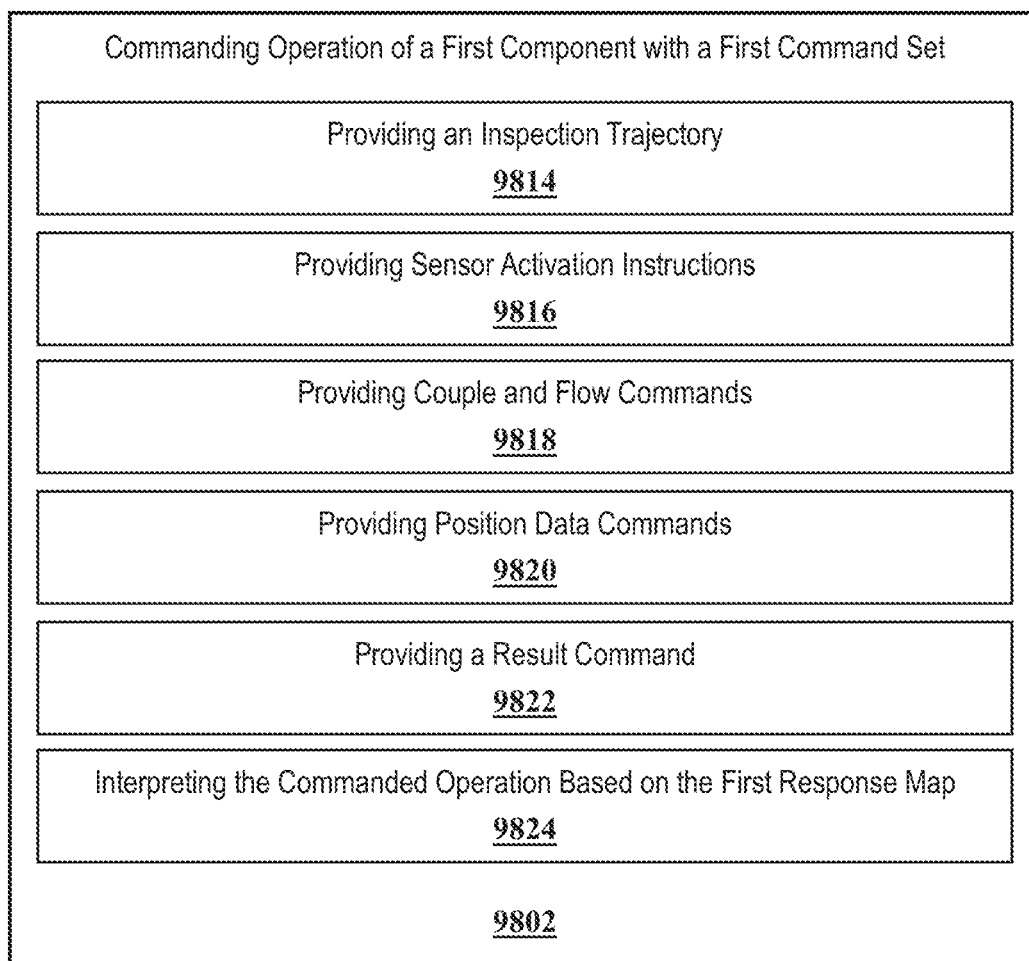 Commanding Operation of a First Component with a First Command Set
Providing an Inspection Trajectory
9814
Providing Sensor Activation Instructions
9816
Providing Couple and Flow Commands
9818
Providing Position Data Commands
9820
Providing a Result Command
9822
Interpreting the Commanded Operation Based on the First Response Map
9824
9802